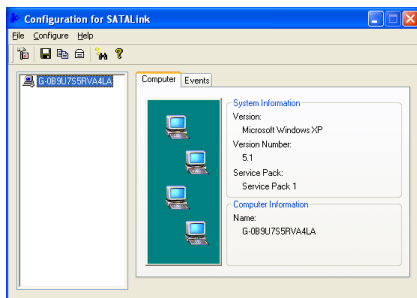 Configuration for SATALink
File Configure Help
G-0B9U7S5RVA4LA
Computer Events
System Information
Version:
Microsoft Windows XP
Version Number:
5.1
Service Pack:
Service Pack 1
Computer Information
Name:
G-0B9U7S5RVA4LA